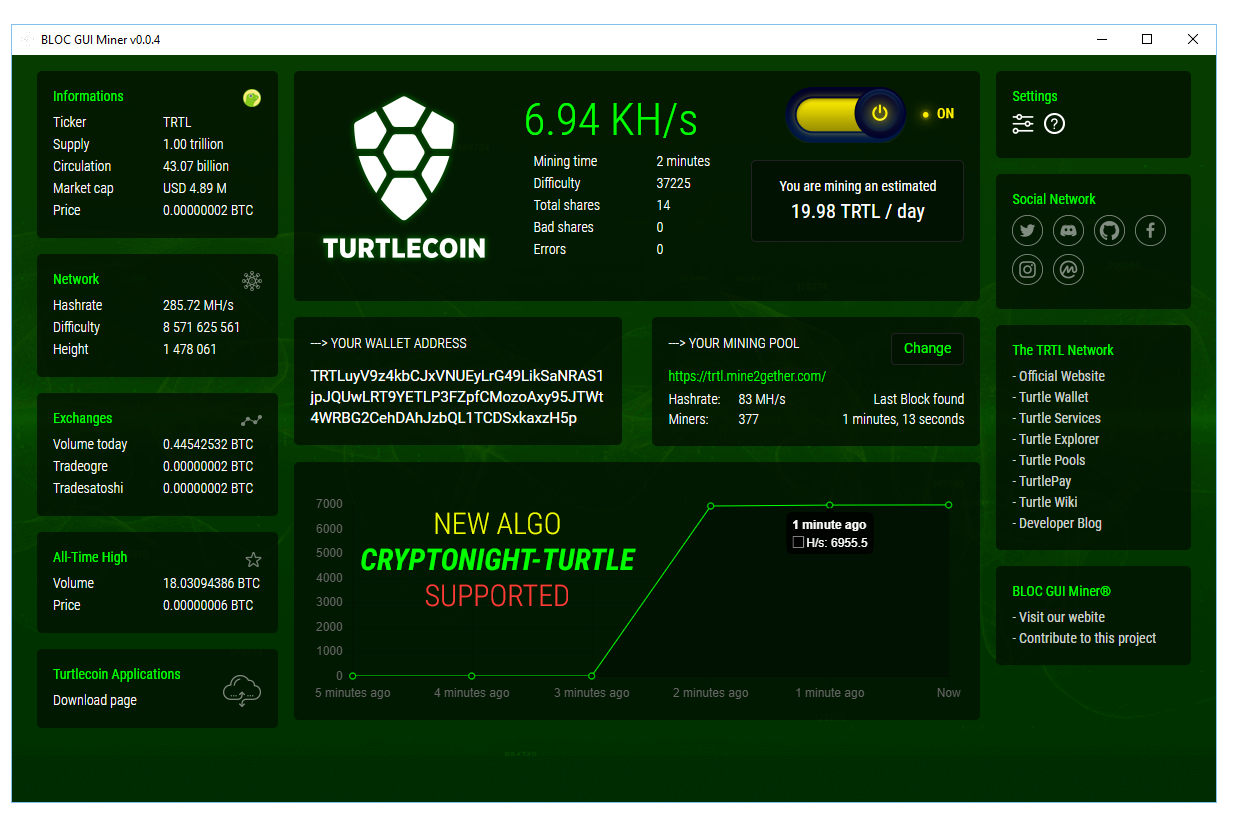 BLOC GUI Miner v0.0.4
Informations
Ticker TRTL
Supply 1.00 trillion
Circulation 43.07 billion
Market cap USD 4.89 M
Price 0.00000002 BTC
Network
Hashrate 285.72 MH/s
Difficulty 8 571 625 561
Height 1 478 061
Exchanges
Volume today 0.44542532 BTC
Tradeogre 0.00000002 BTC
Tradesatoshi 0.00000002 BTC
All-Time High
Volume 18.03094386 BTC
Price 0.00000006 BTC
Turtlecoin Applications
Download page
TURTLECOIN
6.94 KH/s
Mining time 2 minutes
Difficulty 37225
Total shares 14
Bad shares 0
Errors 0
ON
You are mining an estimated
19.98 TRTL / day
---> YOUR WALLET ADDRESS
TRTLuyV9z4kbCJxVNUEyLrG49LikSaNRAS1
jpJQUwLRT9YETLP3FZpfCMozoAxy95JTWt
4WRBG2CehDAhJzbQL1TCDSxkaxzH5p
---> YOUR MINING POOL
Change
https://trtl.mine2gether.com/
Hashrate: 83 MH/s Last Block found
Miners: 377 1 minutes, 13 seconds
7000
6000
5000
4000
3000
2000
1000
0
NEW ALGO
CRYPTONIGHT-TURTLE
SUPPORTED
1 minute ago
H/s: 6955.5
5 minutes ago 4 minutes ago 3 minutes ago 2 minutes ago 1 minute ago Now
Settings
Social Network
The TRTL Network
- Official Website
- Turtle Wallet
- Turtle Services
- Turtle Explorer
- Turtle Pools
- TurtlePay
- Turtle Wiki
- Developer Blog
BLOC GUI Miner®
- Visit our webite
- Contribute to this project